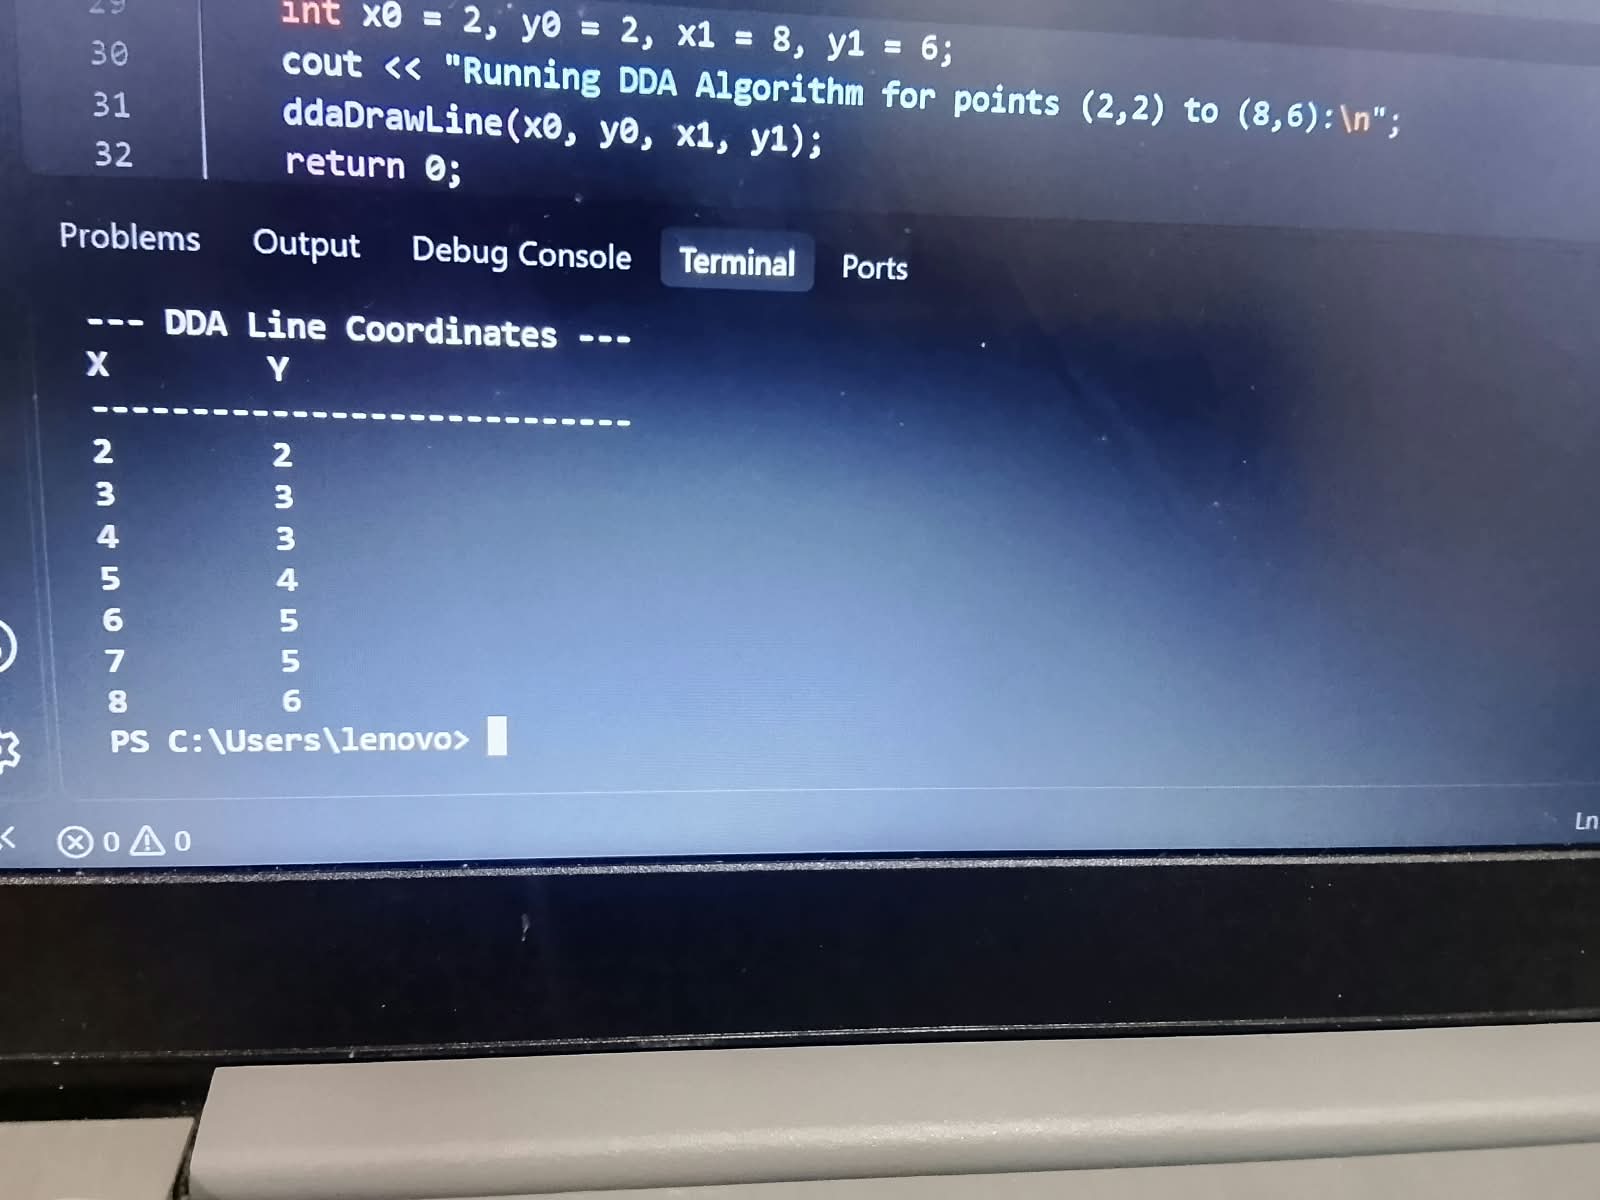 29
int x0 = 2, y0 = 2, x1 = 8, y1 = 6;
30 cout << "Running DDA Algorithm for points (2,2) to (8,6):\n";
31 ddaDrawLine(x0, y0, x1, y1);
32 return 0;
Problems Output Debug Console Terminal Ports
--- DDA Line Coordinates ---
X Y
----------------------------
2 2
3 3
4 3
5 4
6 5
7 5
8 6
PS C:\Users\lenovo>
0 0
Ln